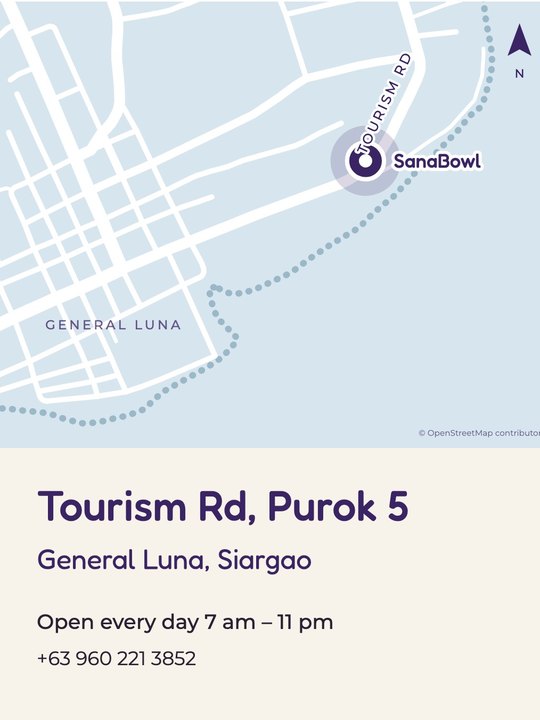 N
TOURISM RD
SanaBowl
GENERAL LUNA
© OpenStreetMap contributor
Tourism Rd, Purok 5
General Luna, Siargao
Open every day 7 am – 11 pm
+63 960 221 3852